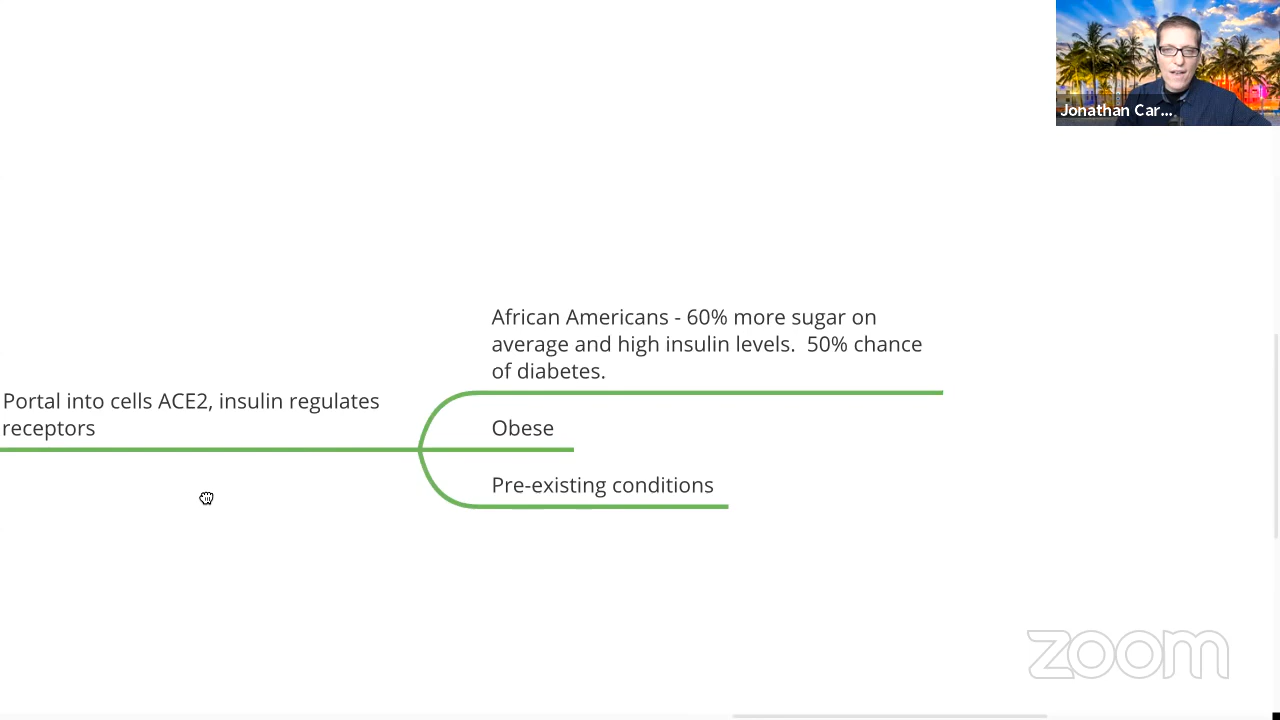 Jonathan Car...
African Americans - 60% more sugar on
average and high insulin levels.  50% chance
of diabetes.
Portal into cells ACE2, insulin regulates
receptors
Obese
Pre-existing conditions
zoom